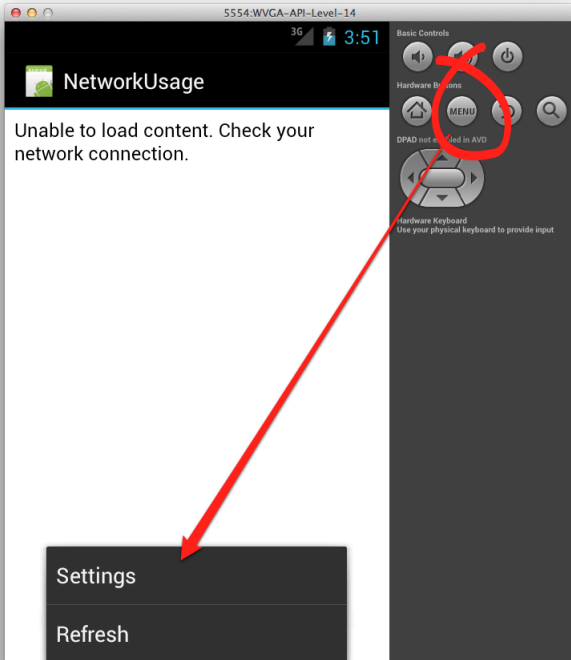 5554:WVGA-API-Level-14
3G
3:51
NetworkUsage
Unable to load content. Check your
network connection.
Settings
Refresh
Basic Controls
Hardware Buttons
MENU
DPAD not enabled in AVD
Hardware Keyboard
Use your physical keyboard to provide input